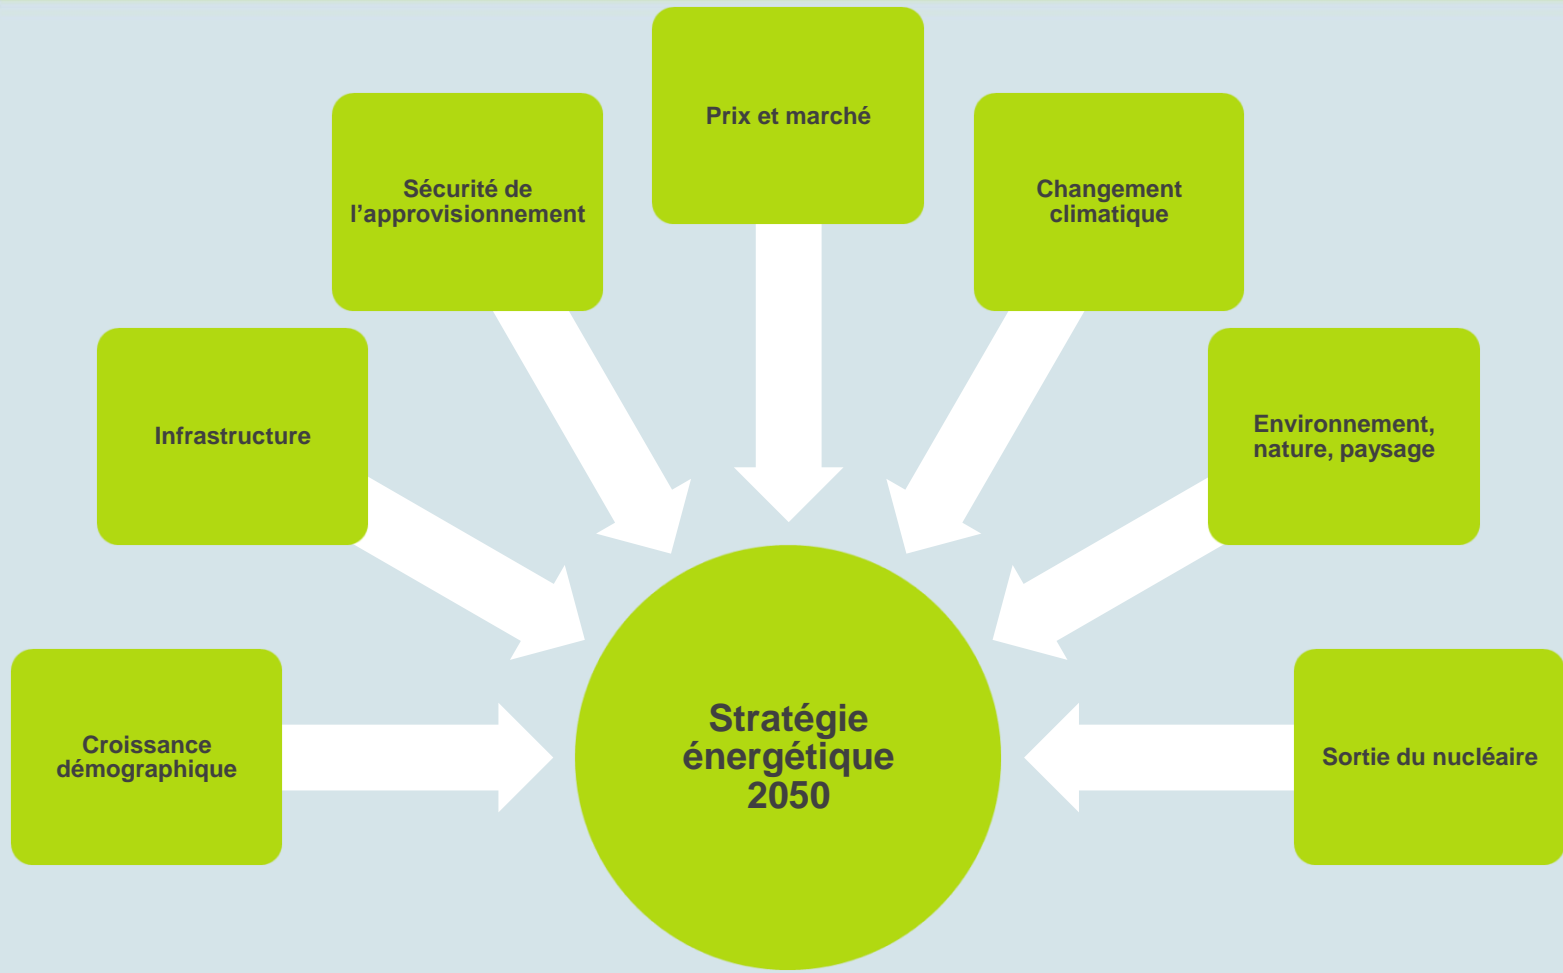 Prix et marché
Sécurité de
l’approvisionnement
Changement
climatique
Infrastructure
Environnement,
nature, paysage
Croissance
démographique
Stratégie
énergétique
2050
Sortie du nucléaire